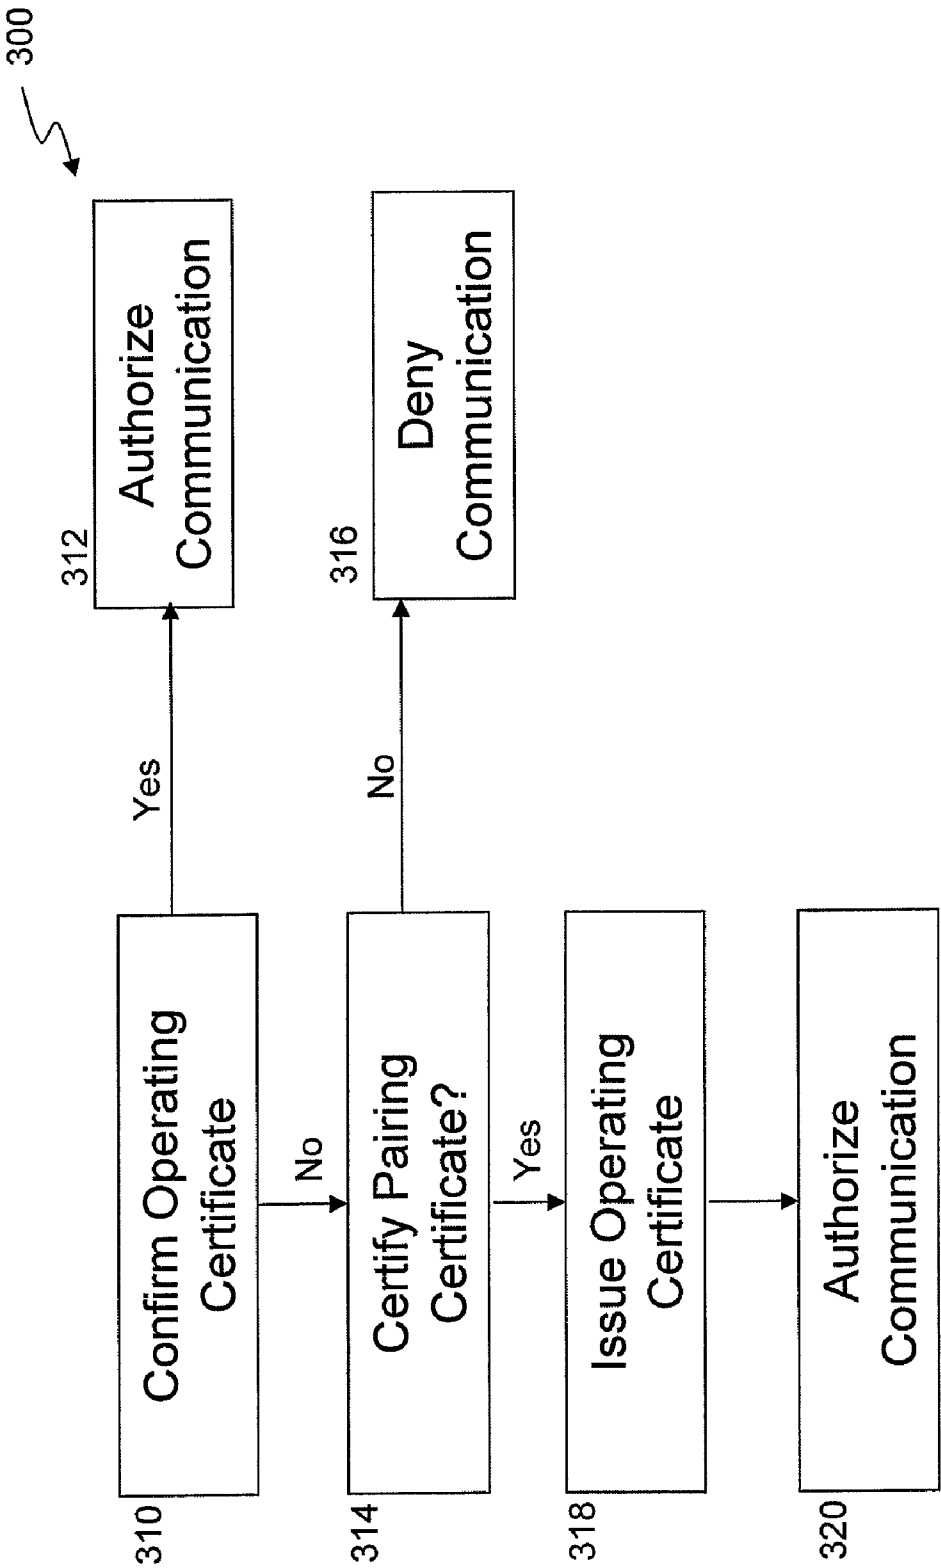 300
310
Confirm Operating
Certificate
Yes
312
Authorize
Communication
No
314
Certify Pairing
Certificate?
No
316
Deny
Communication
Yes
318
Issue Operating
Certificate
320
Authorize
Communication